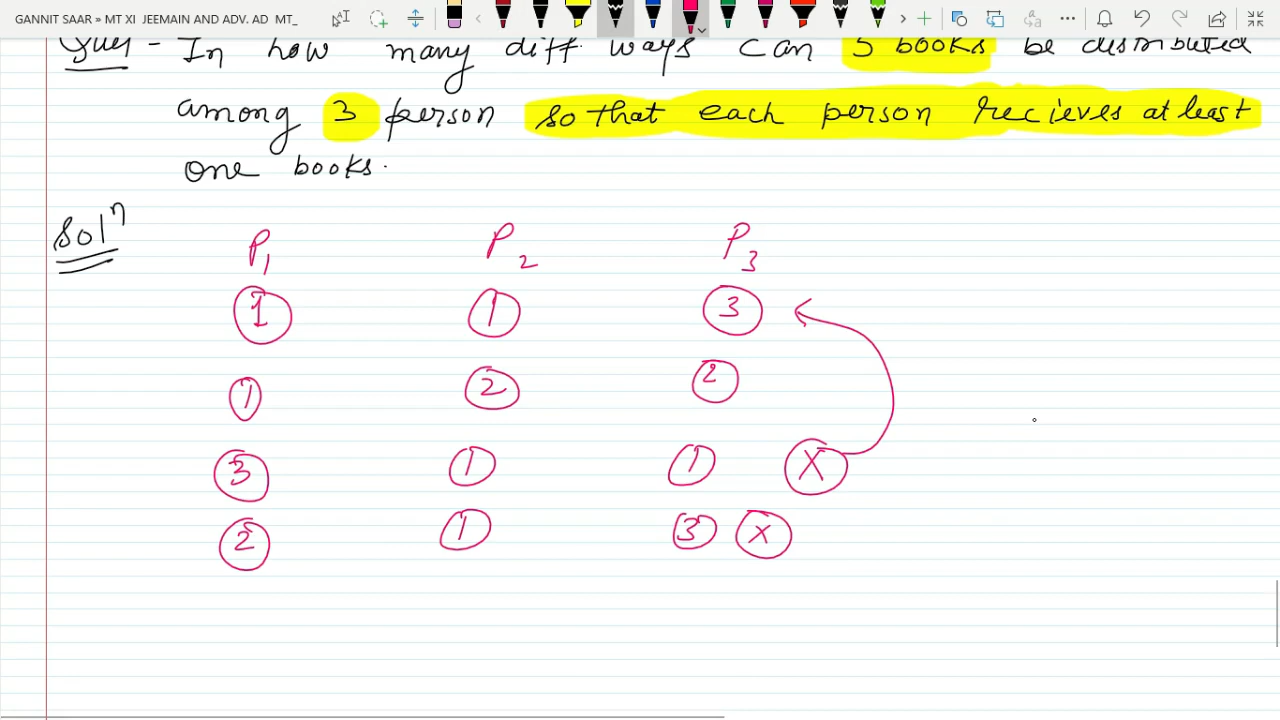 GANNIT SAAR » MT XI JEEMAIN AND ADV. AD MT_
Ques - In how many diff. ways can 5 books be distributed
among 3 person so that each person recieves at least
one books.
Solⁿ
P₁ P₂ P₃
1 1 3
1 2 2
3 1 1 X
2 1 3 X